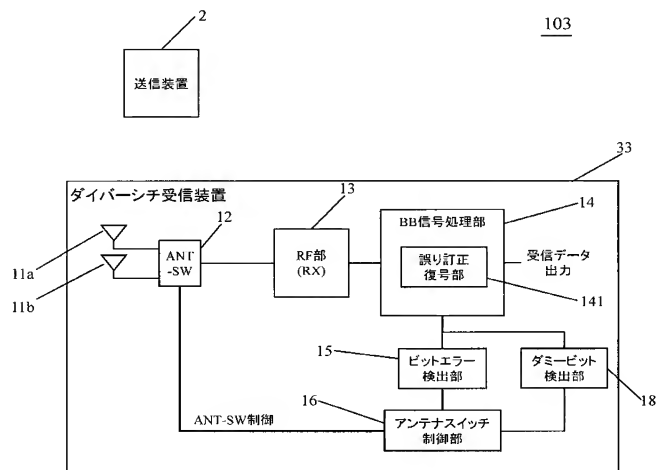 2
103
送信装置
33
ダイバーシチ受信装置
13
11a
12
BB信号処理部
14
ANT
-SW
RF部
(RX)
誤り訂正
復号部
受信データ
出力
11b
141
15
ビットエラー
検出部
ダミービット
検出部
18
16
ANT-SW制御
アンテナスイッチ
制御部